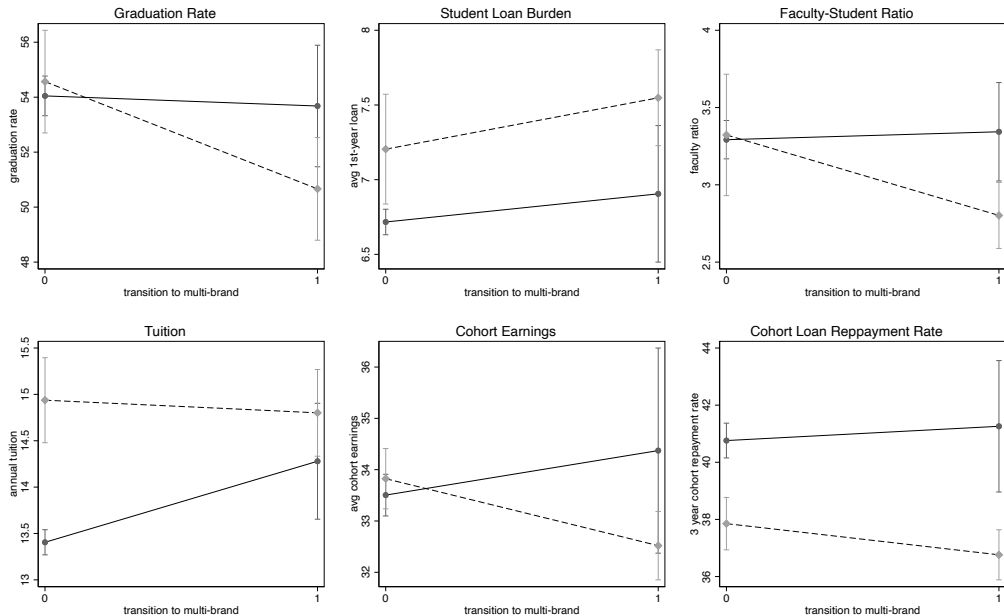 Graduation Rate
graduation rate
56
54
52
50
48
0
1
transition to multi-brand
Student Loan Burden
avg 1st-year loan
8
7.5
7
6.5
0
1
transition to multi-brand
Faculty-Student Ratio
faculty ratio
4
3.5
3
2.5
0
1
transition to multi-brand
Tuition
annual tuition
15.5
15
14.5
14
13.5
13
0
1
transition to multi-brand
Cohort Earnings
avg cohort earnings
36
35
34
33
32
0
1
transition to multi-brand
Cohort Loan Reppayment Rate
3 year cohort repayment rate
44
42
40
38
36
0
1
transition to multi-brand